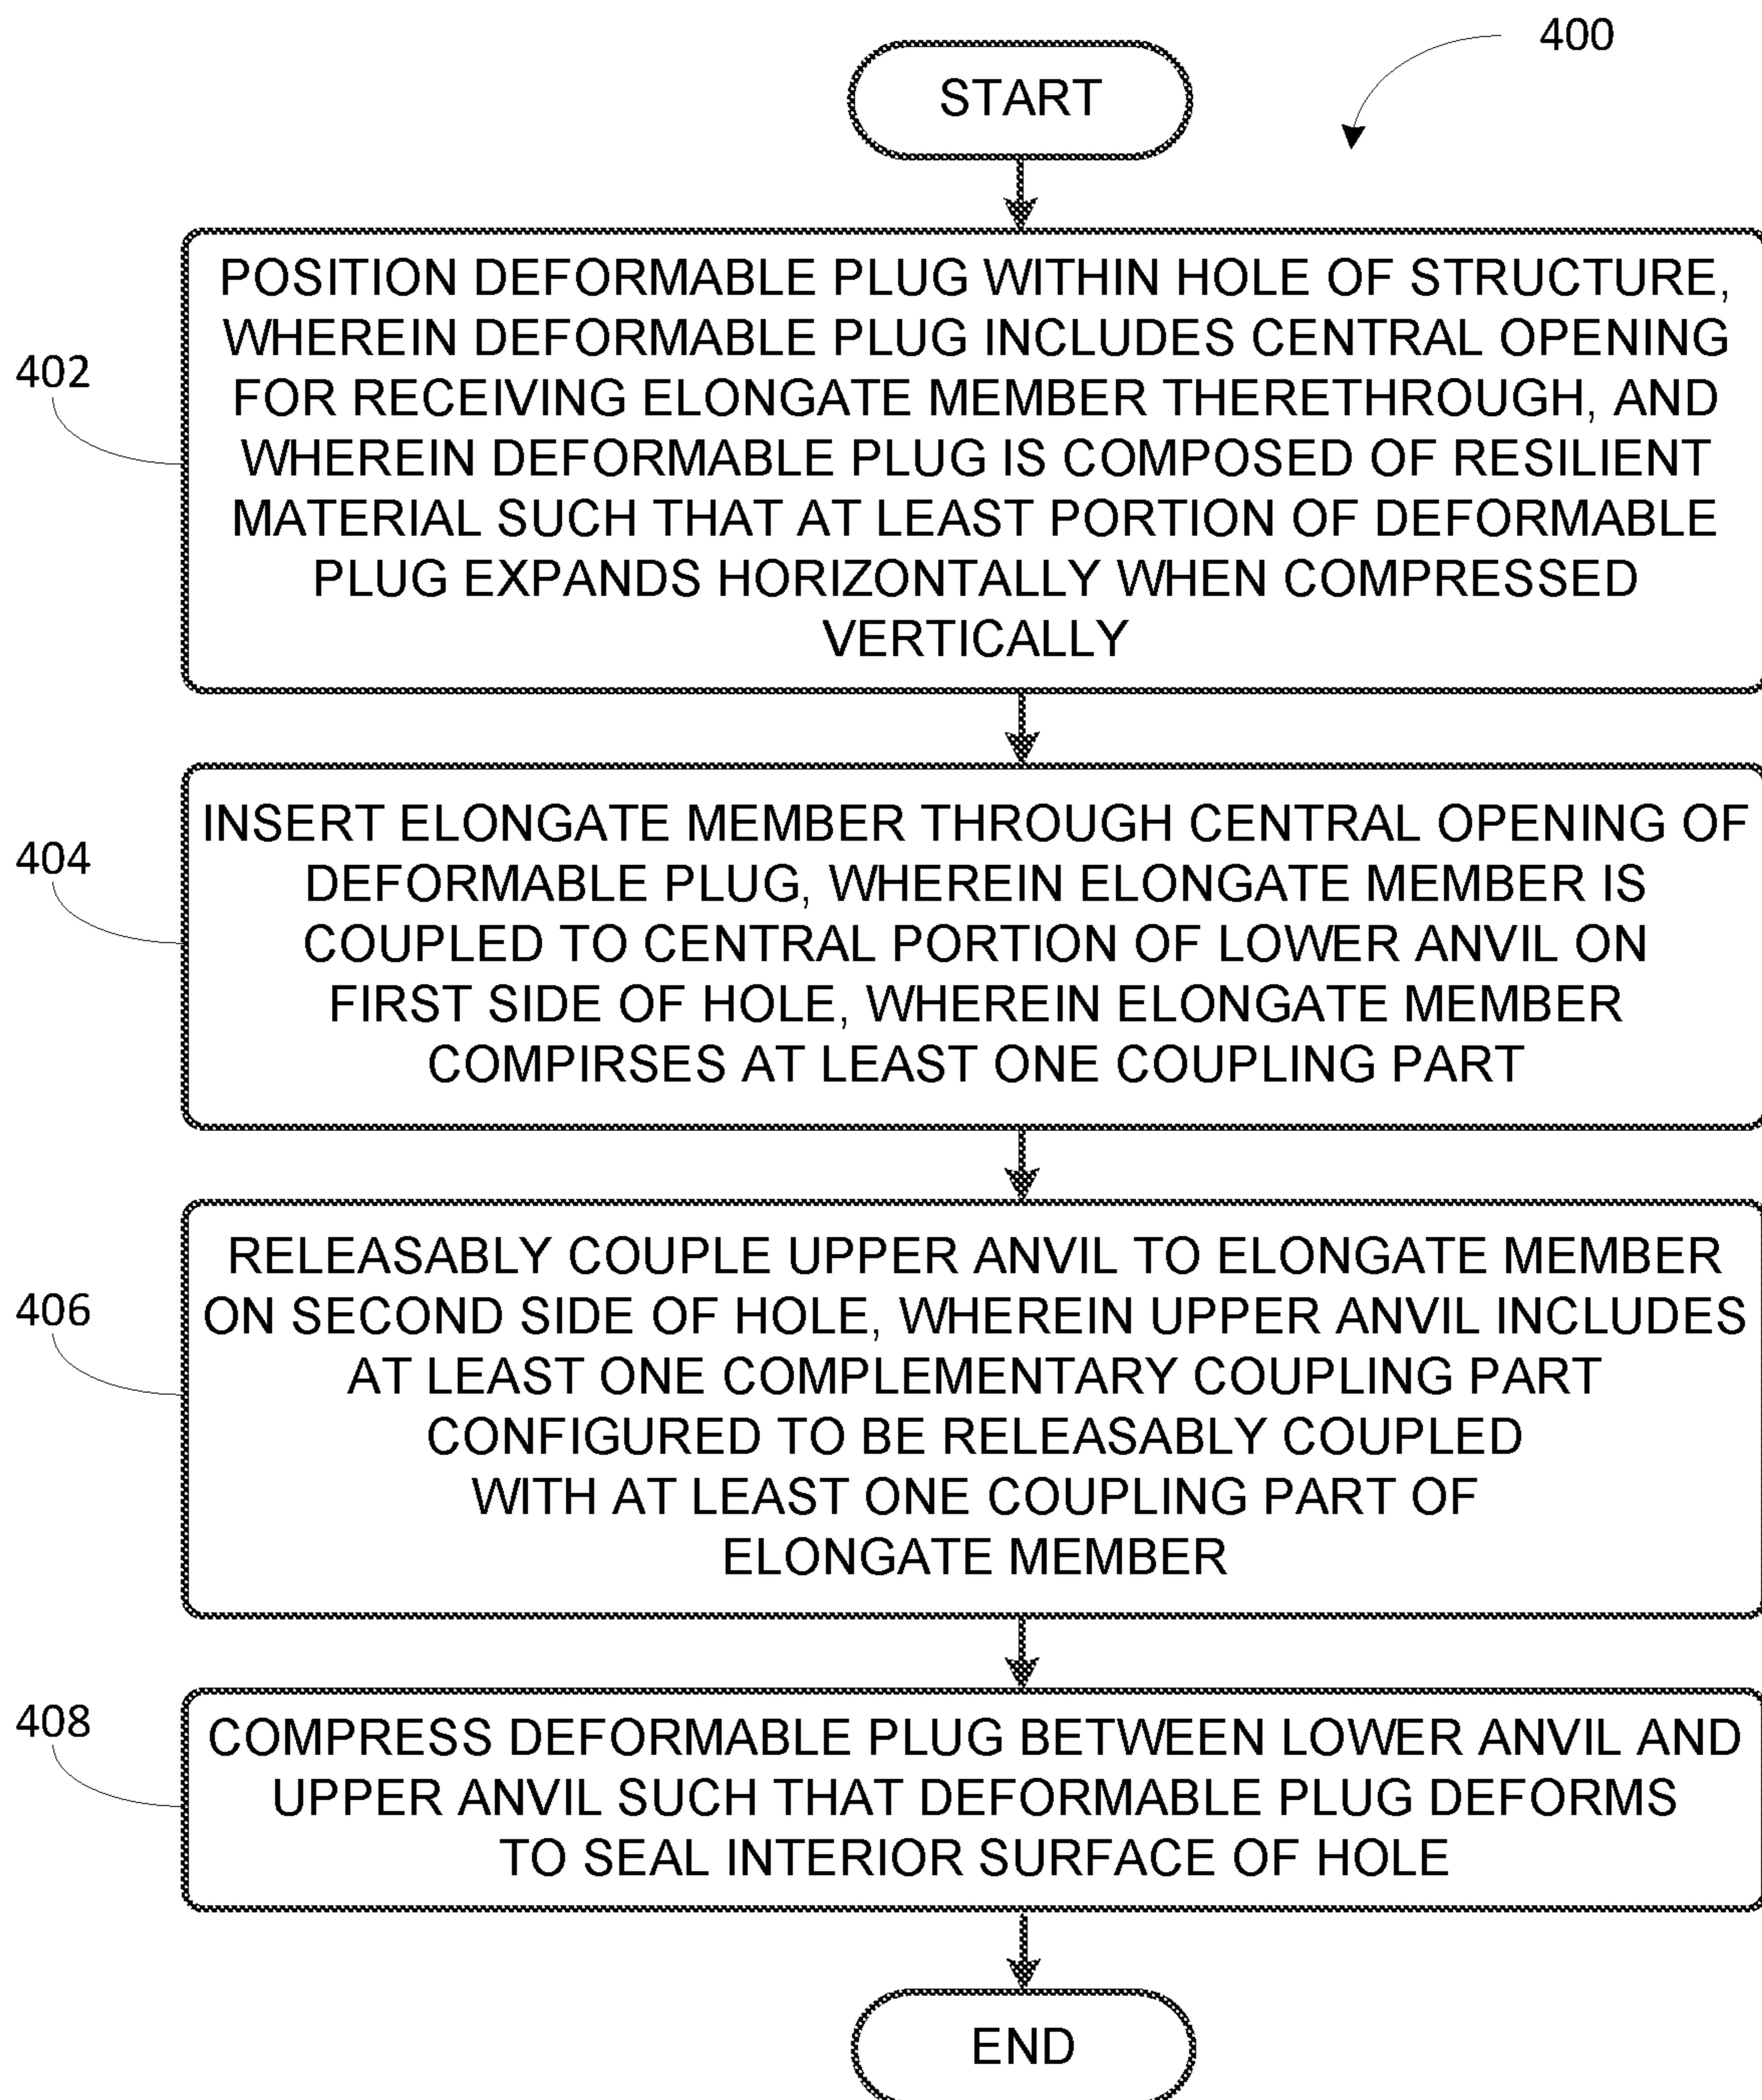 400
START
402
POSITION DEFORMABLE PLUG WITHIN HOLE OF STRUCTURE,
WHEREIN DEFORMABLE PLUG INCLUDES CENTRAL OPENING
FOR RECEIVING ELONGATE MEMBER THERETHROUGH, AND
WHEREIN DEFORMABLE PLUG IS COMPOSED OF RESILIENT
MATERIAL SUCH THAT AT LEAST PORTION OF DEFORMABLE
PLUG EXPANDS HORIZONTALLY WHEN COMPRESSED
VERTICALLY
404
INSERT ELONGATE MEMBER THROUGH CENTRAL OPENING OF
DEFORMABLE PLUG, WHEREIN ELONGATE MEMBER IS
COUPLED TO CENTRAL PORTION OF LOWER ANVIL ON
FIRST SIDE OF HOLE, WHEREIN ELONGATE MEMBER
COMPIRSES AT LEAST ONE COUPLING PART
406
RELEASABLY COUPLE UPPER ANVIL TO ELONGATE MEMBER
ON SECOND SIDE OF HOLE, WHEREIN UPPER ANVIL INCLUDES
AT LEAST ONE COMPLEMENTARY COUPLING PART
CONFIGURED TO BE RELEASABLY COUPLED
WITH AT LEAST ONE COUPLING PART OF
ELONGATE MEMBER
408
COMPRESS DEFORMABLE PLUG BETWEEN LOWER ANVIL AND
UPPER ANVIL SUCH THAT DEFORMABLE PLUG DEFORMS
TO SEAL INTERIOR SURFACE OF HOLE
END